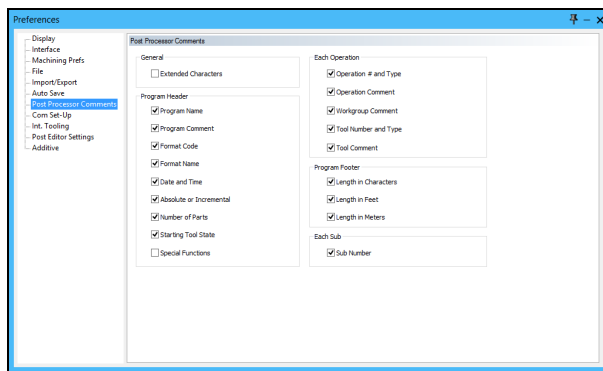 Preferences
Display
Interface
Machining Prefs
File
Import/Export
Auto Save
Post Processor Comments
Com Set-Up
Int. Tooling
Post Editor Settings
Additive
Post Processor Comments
General
Extended Characters
Program Header
Program Name
Program Comment
Format Code
Format Name
Date and Time
Absolute or Incremental
Number of Parts
Starting Tool State
Special Functions
Each Operation
Operation # and Type
Operation Comment
Workgroup Comment
Tool Number and Type
Tool Comment
Program Footer
Length in Characters
Length in Feet
Length in Meters
Each Sub
Sub Number